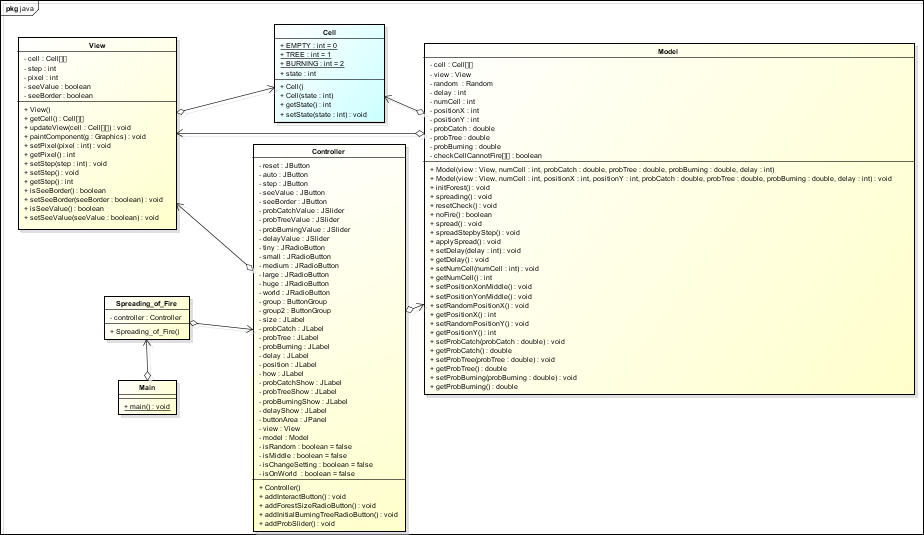 pkg java
View
- cell : Cell[][]
- step : int
- pixel : int
- seeValue : boolean
- seeBorder : boolean
+ View()
+ getCell() : Cell[][]
+ updateView(cell : Cell[][]) : void
+ paintComponent(g : Graphics) : void
+ setPixel(pixel : int) : void
+ getPixel() : int
+ setStep(step : int) : void
+ setStep() : void
+ getStep() : int
+ isSeeBorder() : boolean
+ setSeeBorder(seeBorder : boolean) : void
+ isSeeValue() : boolean
+ setSeeValue(seeValue : boolean) : void
Cell
+ EMPTY : int = 0
+ TREE : int = 1
+ BURNING : int = 2
+ state : int
+ Cell()
+ Cell(state : int)
+ getState() : int
+ setState(state : int) : void
Model
- cell : Cell[][]
- view : View
- random : Random
- delay : int
- numCell : int
- positionX : int
- positionY : int
- probCatch : double
- probTree : double
- probBurning : double
- checkCellCannotFire[][] : boolean
+ Model(view : View, numCell : int, probCatch : double, probTree : double, probBurning : double, delay : int)
+ Model(view : View, numCell : int, positionX : int, positionY : int, probCatch : double, probTree : double, probBurning : double, delay : int) : void
+ initForest() : void
+ spreading() : void
+ resetCheck() : void
+ noFire() : boolean
+ spread() : void
+ spreadStepbyStep() : void
+ applySpread() : void
+ setDelay(delay : int) : void
+ getDelay() : void
+ setNumCell(numCell : int) : void
+ getNumCell() : int
+ setPositionXonMiddle() : void
+ setPositionYonMiddle() : void
+ setRandomPositionX() : void
+ getPositionX() : int
+ setRandomPositionY() : void
+ getPositionY() : int
+ setProbCatch(probCatch : double) : void
+ getProbCatch() : double
+ setProbTree(probTree : double) : void
+ getProbTree() : double
+ setProbBurning(probBurning : double) : void
+ getProbBurning() : double
Controller
- reset : JButton
- auto : JButton
- step : JButton
- seeValue : JButton
- seeBorder : JButton
- probCatchValue : JSlider
- probTreeValue : JSlider
- probBurningValue : JSlider
- delayValue : JSlider
- tiny : JRadioButton
- small : JRadioButton
- medium : JRadioButton
- large : JRadioButton
- huge : JRadioButton
- world : JRadioButton
- group : ButtonGroup
- group2 : ButtonGroup
- size : JLabel
- probCatch : JLabel
- probTree : JLabel
- probBurning : JLabel
- delay : JLabel
- position : JLabel
- how : JLabel
- probCatchShow : JLabel
- probTreeShow : JLabel
- probBurningShow : JLabel
- delayShow : JLabel
- buttonArea : JPanel
- view : View
- model : Model
- isRandom : boolean = false
- isMiddle : boolean = false
- isChangeSetting : boolean = false
- isOnWorld : boolean = false
+ Controller()
+ addInteractButton() : void
+ addForestSizeRadioButton() : void
+ addInitialBurningTreeRadioButton() : void
+ addProbSlider() : void
Spreading_of_Fire
- controller : Controller
+ Spreading_of_Fire()
Main
+ main() : void